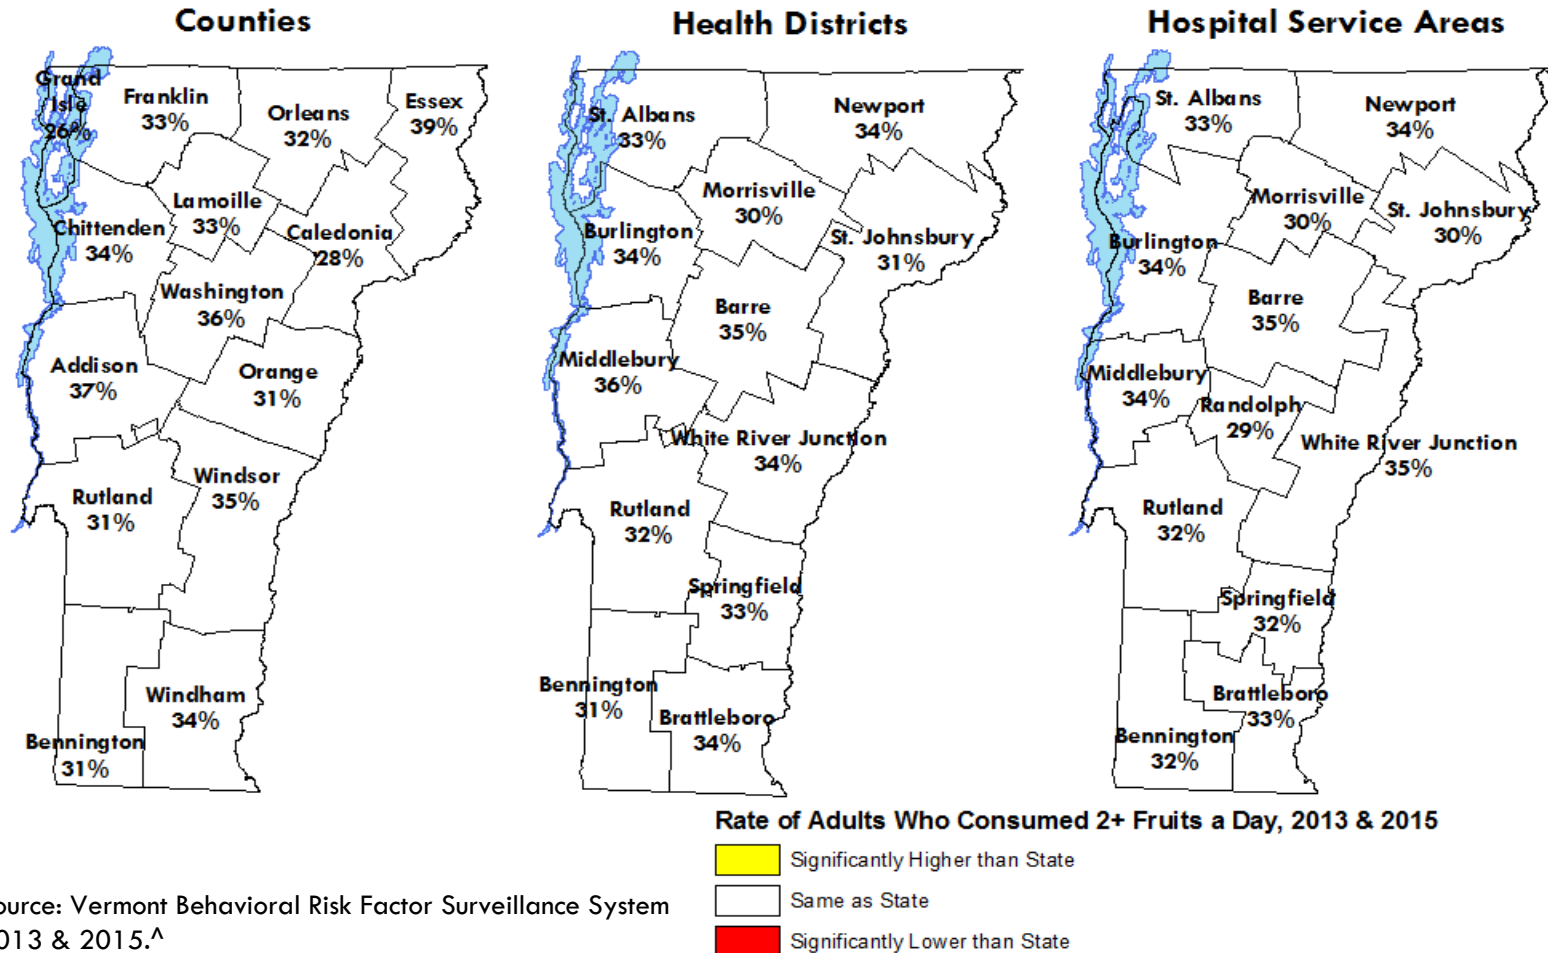 Counties
Health Districts
Hospital Service Areas
Grand
Isle
26%
Franklin
33%
Orleans
32%
Essex
39%
Lamoille
33%
Chittenden
34%
Caledonia
28%
Washington
36%
Addison
37%
Orange
31%
Windsor
35%
Rutland
31%
Windham
34%
Bennington
31%
St. Albans
33%
Newport
34%
Morrisville
30%
Burlington
34%
St. Johnsbury
31%
Barre
35%
Middlebury
36%
White River Junction
34%
Rutland
32%
Springfield
33%
Bennington
31%
Brattleboro
34%
St. Albans
33%
Newport
34%
Morrisville
30%
St. Johnsbury
30%
Burlington
34%
Barre
35%
Middlebury
34%
Randolph
29%
White River Junction
35%
Rutland
32%
Springfield
32%
Brattleboro
33%
Bennington
32%
Rate of Adults Who Consumed 2+ Fruits a Day, 2013 & 2015
Significantly Higher than State
Same as State
Significantly Lower than State
ource: Vermont Behavioral Risk Factor Surveillance System
013 & 2015.^